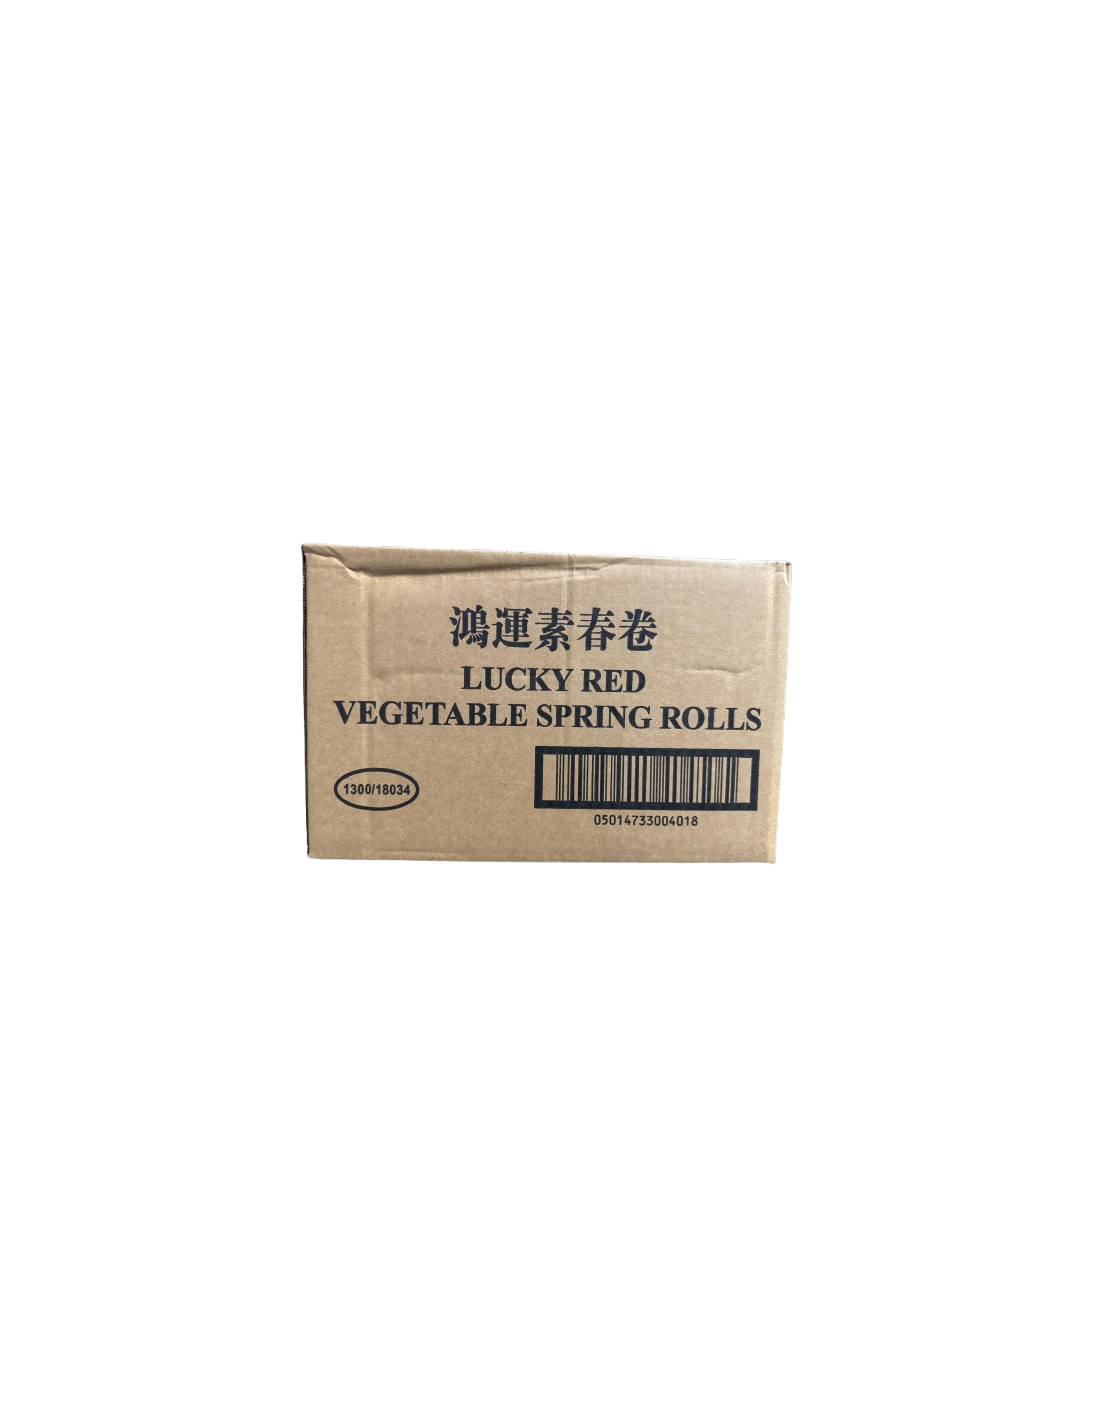 鴻運素春卷
LUCKY RED
VEGETABLE SPRING ROLLS
1300/18034
05014733004018